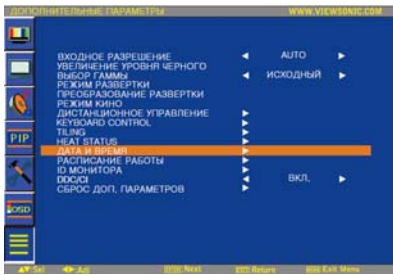 ДОПОЛНИТЕЛЬНЫЕ ПАРАМЕТРЫ WWW.VIEWSONIC.COM
ВХОДНОЕ РАЗРЕШЕНИЕ AUTO
УВЕЛИЧЕНИЕ УРОВНЯ ЧЕРНОГО
ВЫБОР ГАММЫ ИСХОДНЫЙ
РЕЖИМ РАЗВЕРТКИ
ПРЕОБРАЗОВАНИЕ РАЗВЕРТКИ
РЕЖИМ КИНО
ДИСТАНЦИОННОЕ УПРАВЛЕНИЕ
KEYBOARD CONTROL
TILING
HEAT STATUS
ДАТА И ВРЕМЯ
РАСПИСАНИЕ РАБОТЫ
ID МОНИТОРА
DDC/CI ВКЛ.
СБРОС ДОП. ПАРАМЕТРОВ
PIP
OSD
Sel Adj Next Return Exit Menu